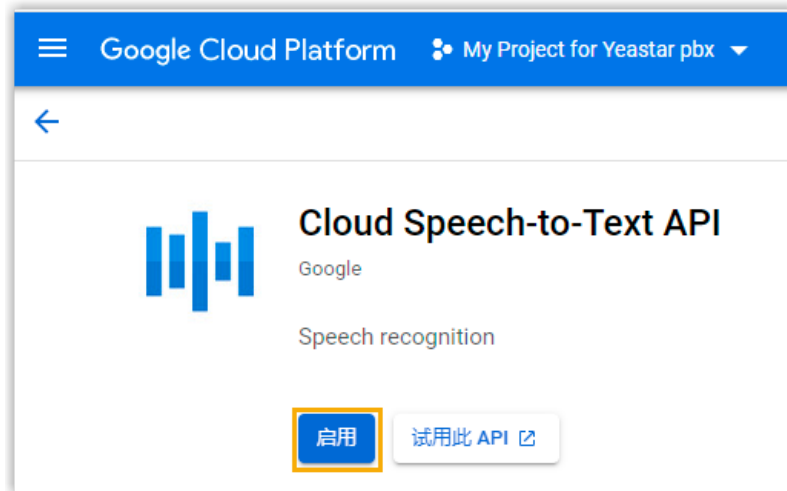 Google Cloud Platform My Project for Yeastar pbx
Cloud Speech-to-Text API
Google
Speech recognition
启用 试用此 API